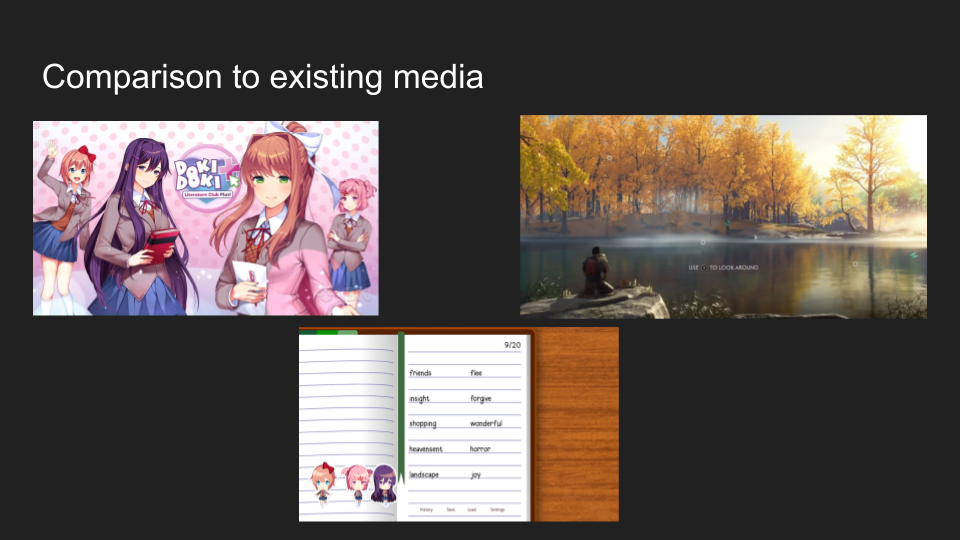 Comparison to existing media
DOKI
DOKI
Literature Club Plus!
USE TO LOOK AROUND
9/20
friends flee
insight forgive
shopping wonderful
heavensent horror
landscape joy
History Save Load Settings